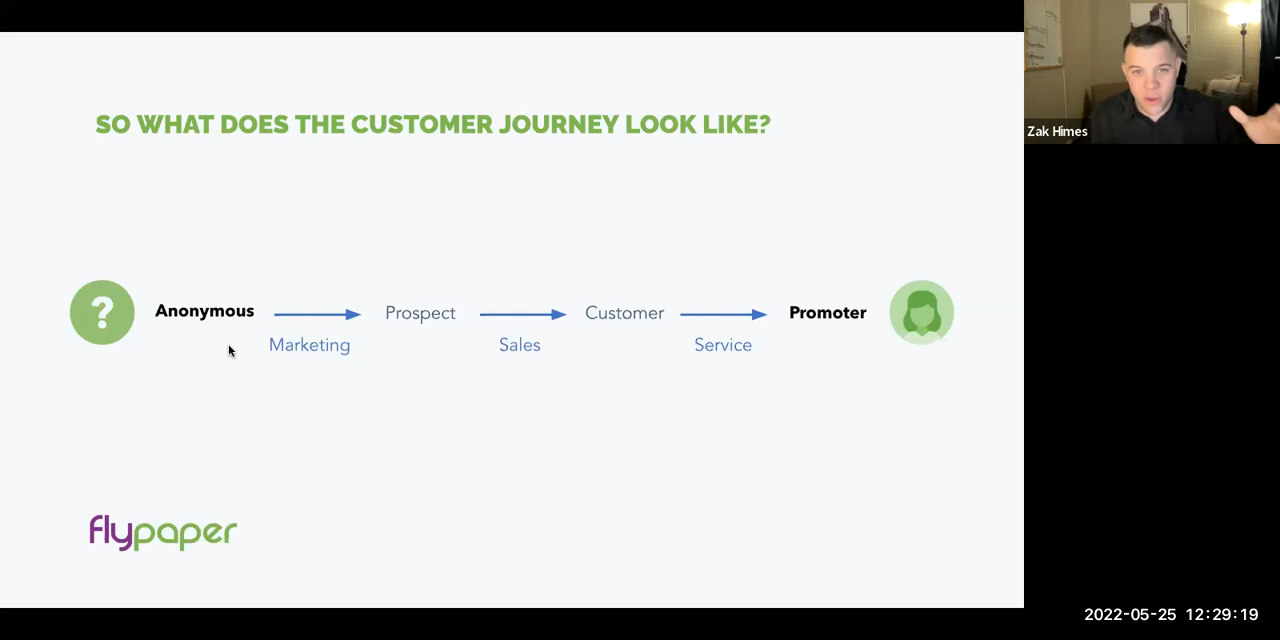 SO WHAT DOES THE CUSTOMER JOURNEY LOOK LIKE?
Zak Himes
?
Anonymous
Prospect
Customer
Promoter
Marketing
Sales
Service
flypaper
2022-05-25 12:29:19